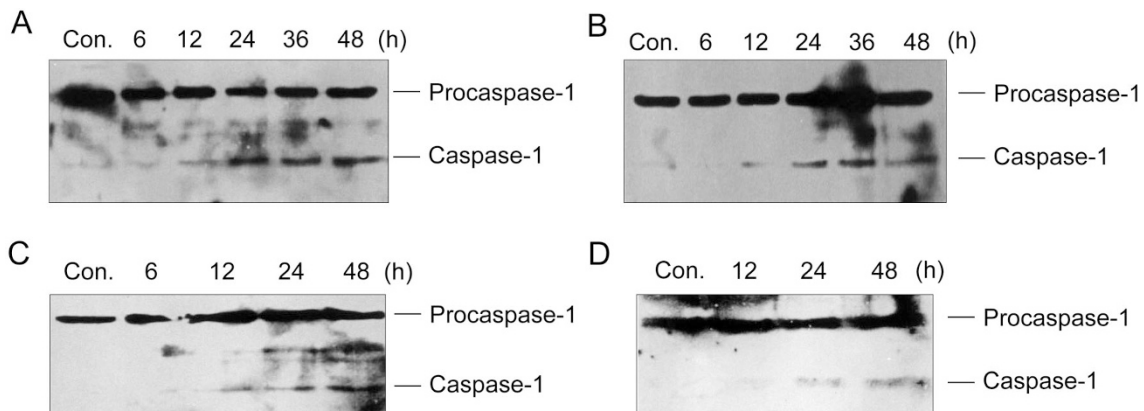 A
Con. 6 12 24 36 48 (h)
Procaspase-1
Caspase-1
B
Con. 6 12 24 36 48 (h)
Procaspase-1
Caspase-1
C
Con. 6 12 24 48 (h)
Procaspase-1
Caspase-1
D
Con. 12 24 48 (h)
Procaspase-1
Caspase-1